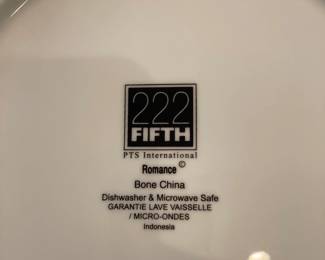 222
FIFTH
PTS International
Romance ©
Bone China
Dishwasher & Microwave Safe
GARANTIE LAVE VAISSELLE
/ MICRO-ONDES
Indonesia